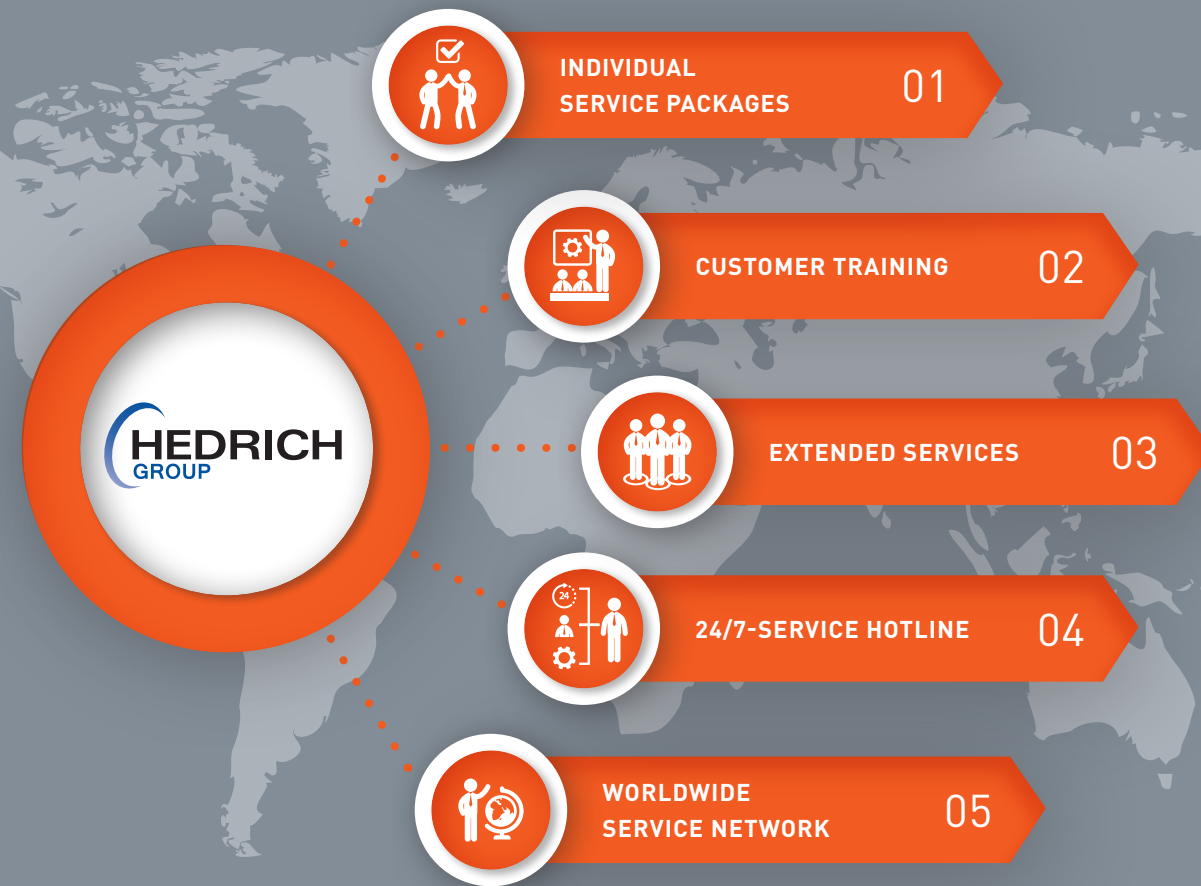 INDIVIDUAL
SERVICE PACKAGES
01
CUSTOMER TRAINING
02
HEDRICH
GROUP
EXTENDED SERVICES
03
24
24/7-SERVICE HOTLINE
04
WORLDWIDE
SERVICE NETWORK
05